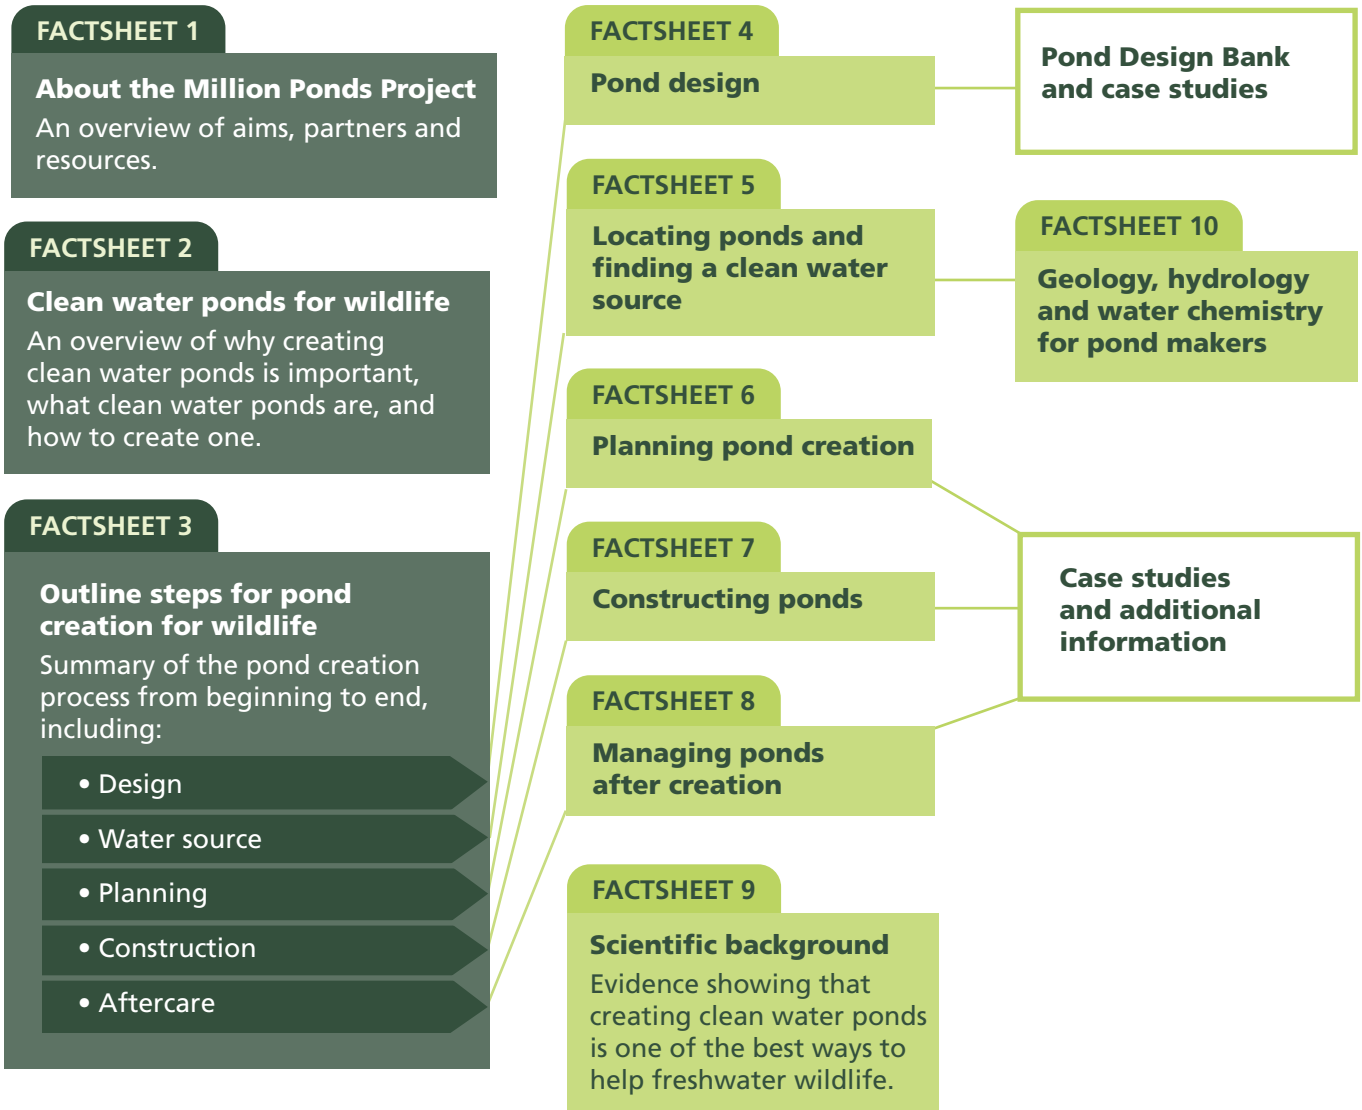 FACTSHEET 1
About the Million Ponds Project
An overview of aims, partners and
resources.
FACTSHEET 2
Clean water ponds for wildlife
An overview of why creating
clean water ponds is important,
what clean water ponds are, and
how to create one.
FACTSHEET 3
Outline steps for pond
creation for wildlife
Summary of the pond creation
process from beginning to end,
including:
• Design
• Water source
• Planning
• Construction
• Aftercare
FACTSHEET 4
Pond design
FACTSHEET 5
Locating ponds and
finding a clean water
source
FACTSHEET 6
Planning pond creation
FACTSHEET 7
Constructing ponds
FACTSHEET 8
Managing ponds
after creation
FACTSHEET 9
Scientific background
Evidence showing that
creating clean water ponds
is one of the best ways to
help freshwater wildlife.
Pond Design Bank
and case studies
FACTSHEET 10
Geology, hydrology
and water chemistry
for pond makers
Case studies
and additional
information